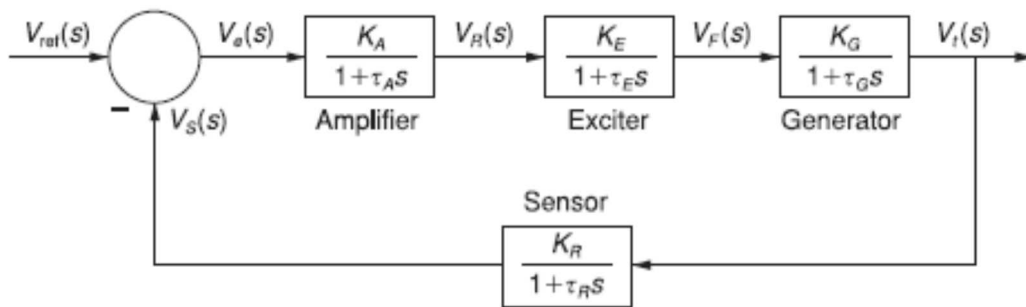 V_ref(s) V_e(s) K_A V_R(s) K_E V_F(s) K_G V_t(s)
1+τ_A s 1+τ_E s 1+τ_G s
− V_S(s) Amplifier Exciter Generator
Sensor
K_R
1+τ_R s